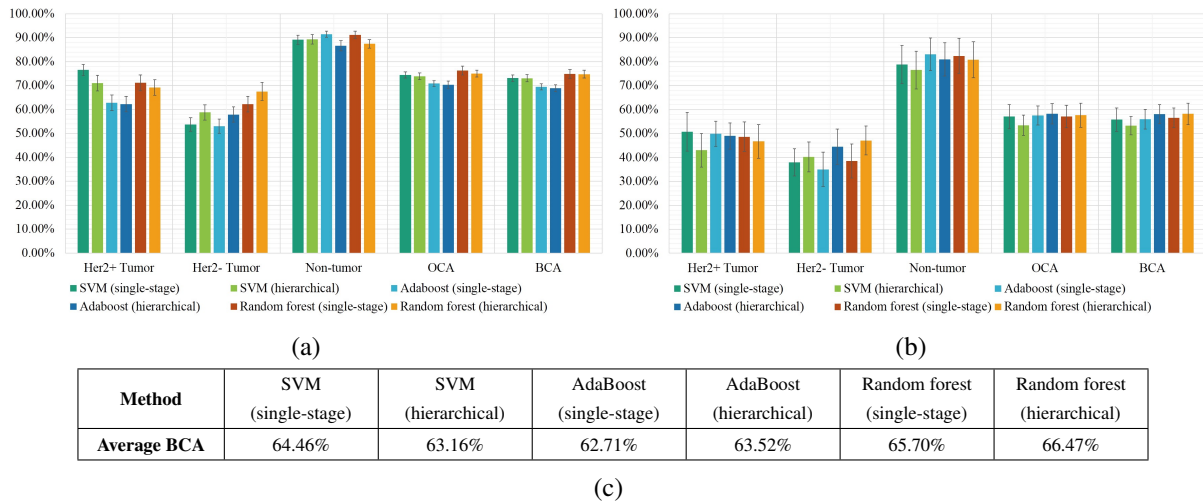 100.00%
90.00%
80.00%
70.00%
60.00%
50.00%
40.00%
30.00%
20.00%
10.00%
0.00%
Her2+ Tumor Her2- Tumor Non-tumor OCA BCA
SVM (single-stage) SVM (hierarchical) Adaboost (single-stage)
Adaboost (hierarchical) Random forest (single-stage) Random forest (hierarchical)
(a)
100.00%
90.00%
80.00%
70.00%
60.00%
50.00%
40.00%
30.00%
20.00%
10.00%
0.00%
Her2+ Tumor Her2- Tumor Non-tumor OCA BCA
SVM (single-stage) SVM (hierarchical) Adaboost (single-stage)
Adaboost (hierarchical) Random forest (single-stage) Random forest (hierarchical)
(b)
Method SVM (single-stage) SVM (hierarchical) AdaBoost (single-stage) AdaBoost (hierarchical) Random forest (single-stage) Random forest (hierarchical)
Average BCA 64.46% 63.16% 62.71% 63.52% 65.70% 66.47%
(c)